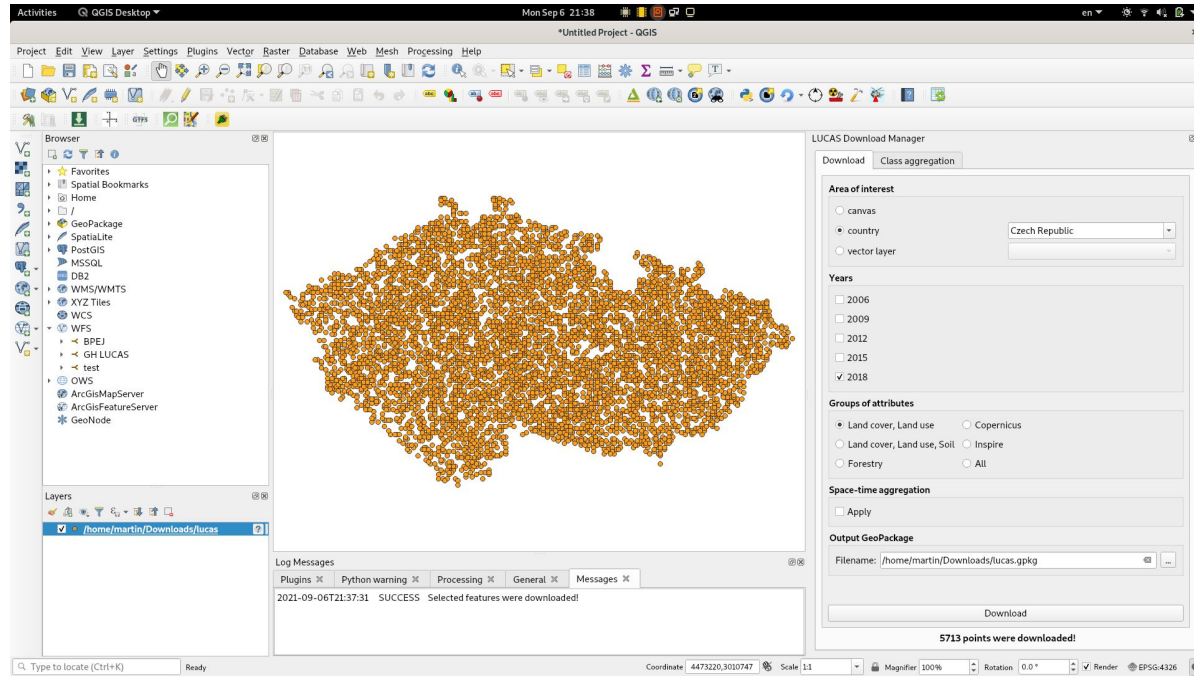 Activities QGIS Desktop Mon Sep 6 21:38 en
*Untitled Project - QGIS
Project Edit View Layer Settings Plugins Vector Raster Database Web Mesh Processing Help
abc abc abc
GTFS
Browser
Favorites
Spatial Bookmarks
Home
/
GeoPackage
SpatiaLite
PostGIS
MSSQL
DB2
WMS/WMTS
XYZ Tiles
WCS
WFS
BPEJ
GH LUCAS
test
OWS
ArcGisMapServer
ArcGisFeatureServer
GeoNode
Layers
/home/martin/Downloads/lucas ?
Log Messages
Plugins Python warning Processing General Messages
2021-09-06T21:37:31 SUCCESS Selected features were downloaded!
LUCAS Download Manager
Download Class aggregation
Area of interest
canvas
country Czech Republic
vector layer
Years
2006
2009
2012
2015
2018
Groups of attributes
Land cover, Land use Copernicus
Land cover, Land use, Soil Inspire
Forestry All
Space-time aggregation
Apply
Output GeoPackage
Filename: /home/martin/Downloads/lucas.gpkg ...
Download
5713 points were downloaded!
Type to locate (Ctrl+K) Ready Coordinate 4473220,3010747 Scale 1:1 Magnifier 100% Rotation 0.0 ° Render EPSG:4326